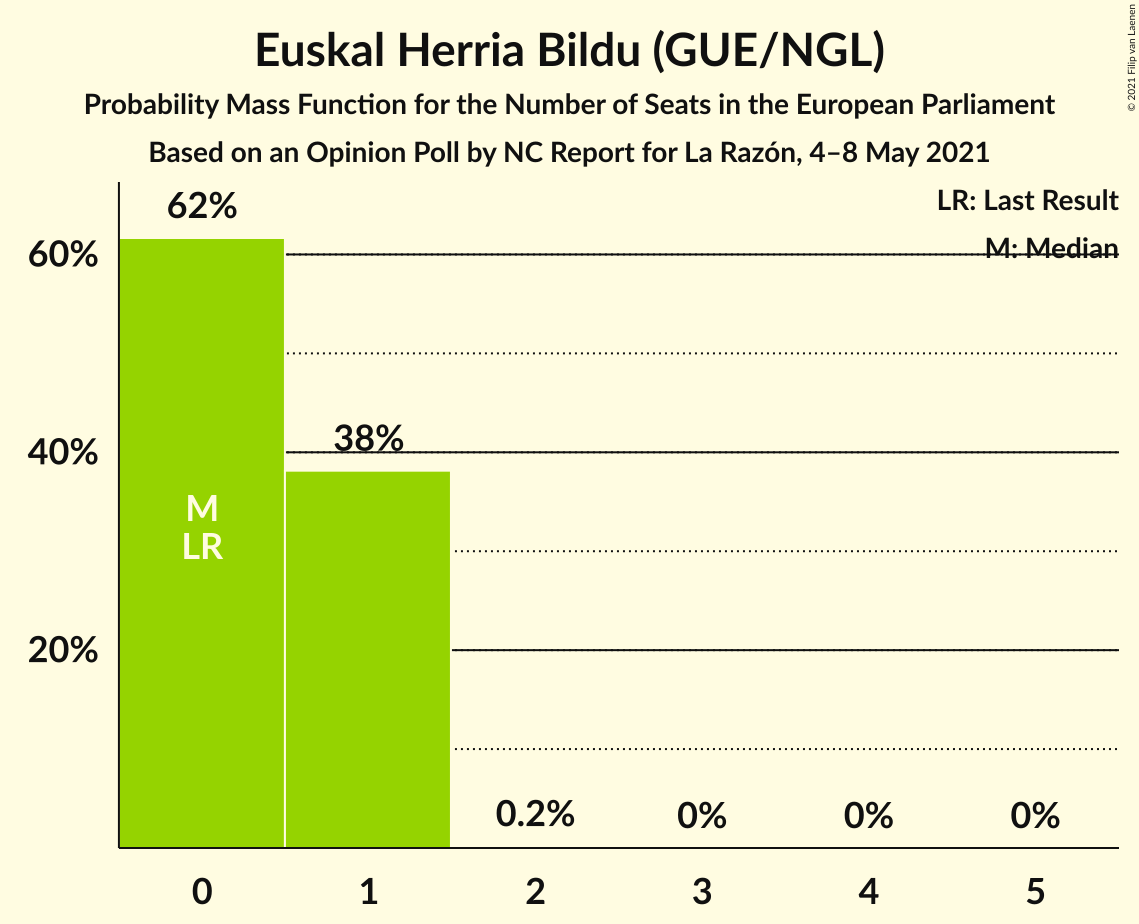 Euskal Herria Bildu (GUE/NGL)
Probability Mass Function for the Number of Seats in the European Parliament
Based on an Opinion Poll by NC Report for La Razón, 4–8 May 2021
© 2021 Filip van Laenen
LR: Last Result
M: Median
62%
60%
38%
40%
M
LR
20%
0.2%
0%
0%
0%
0
1
2
3
4
5